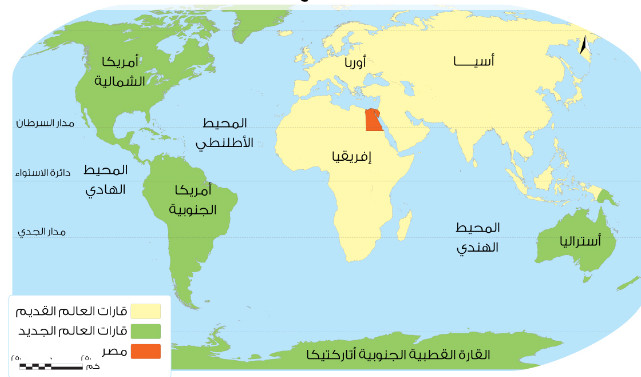 أمريكا
الشمالية
أوربا
أسيـــا
مدار السرطان
المحيط
الأطلنطي
إفريقيا
دائرة الاستواء
المحيط
الهادي
أمريكا
الجنوبية
مدار الجدي
المحيط
الهندي
أستراليا
قارات العالم القديم
قارات العالم الجديد
مصر
كم
القارة القطبية الجنوبية أنتاركتيكا